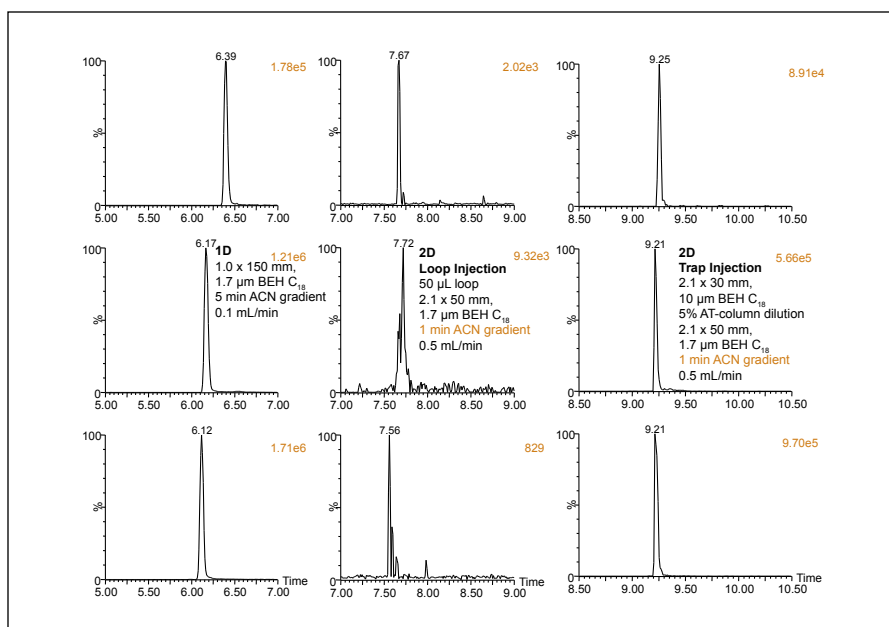 6.39
1.78e5
100
%
0
5.00 5.50 6.00 6.50 7.00
7.67
2.02e3
100
%
0
7.00 7.50 8.00 8.50 9.00
9.25
8.91e4
100
%
0
8.50 9.00 9.50 10.00 10.50
6.17
1.21e6
100
%
0
5.00 5.50 6.00 6.50 7.00
1D
1.0 x 150 mm,
1.7 µm BEH C18
5 min ACN gradient
0.1 mL/min
7.72
9.32e3
100
%
0
7.00 7.50 8.00 8.50 9.00
2D
Loop Injection
50 µL loop
2.1 x 50 mm,
1.7 µm BEH C18
1 min ACN gradient
0.5 mL/min
9.21
5.66e5
100
%
0
8.50 9.00 9.50 10.00 10.50
2D
Trap Injection
2.1 x 30 mm,
10 µm BEH C18
5% AT-column dilution
2.1 x 50 mm,
1.7 µm BEH C18
1 min ACN gradient
0.5 mL/min
6.12
1.71e6
100
%
0
Time
5.00 5.50 6.00 6.50 7.00
7.56
829
100
%
0
Time
7.00 7.50 8.00 8.50 9.00
9.21
9.70e5
100
%
0
Time
8.50 9.00 9.50 10.00 10.50